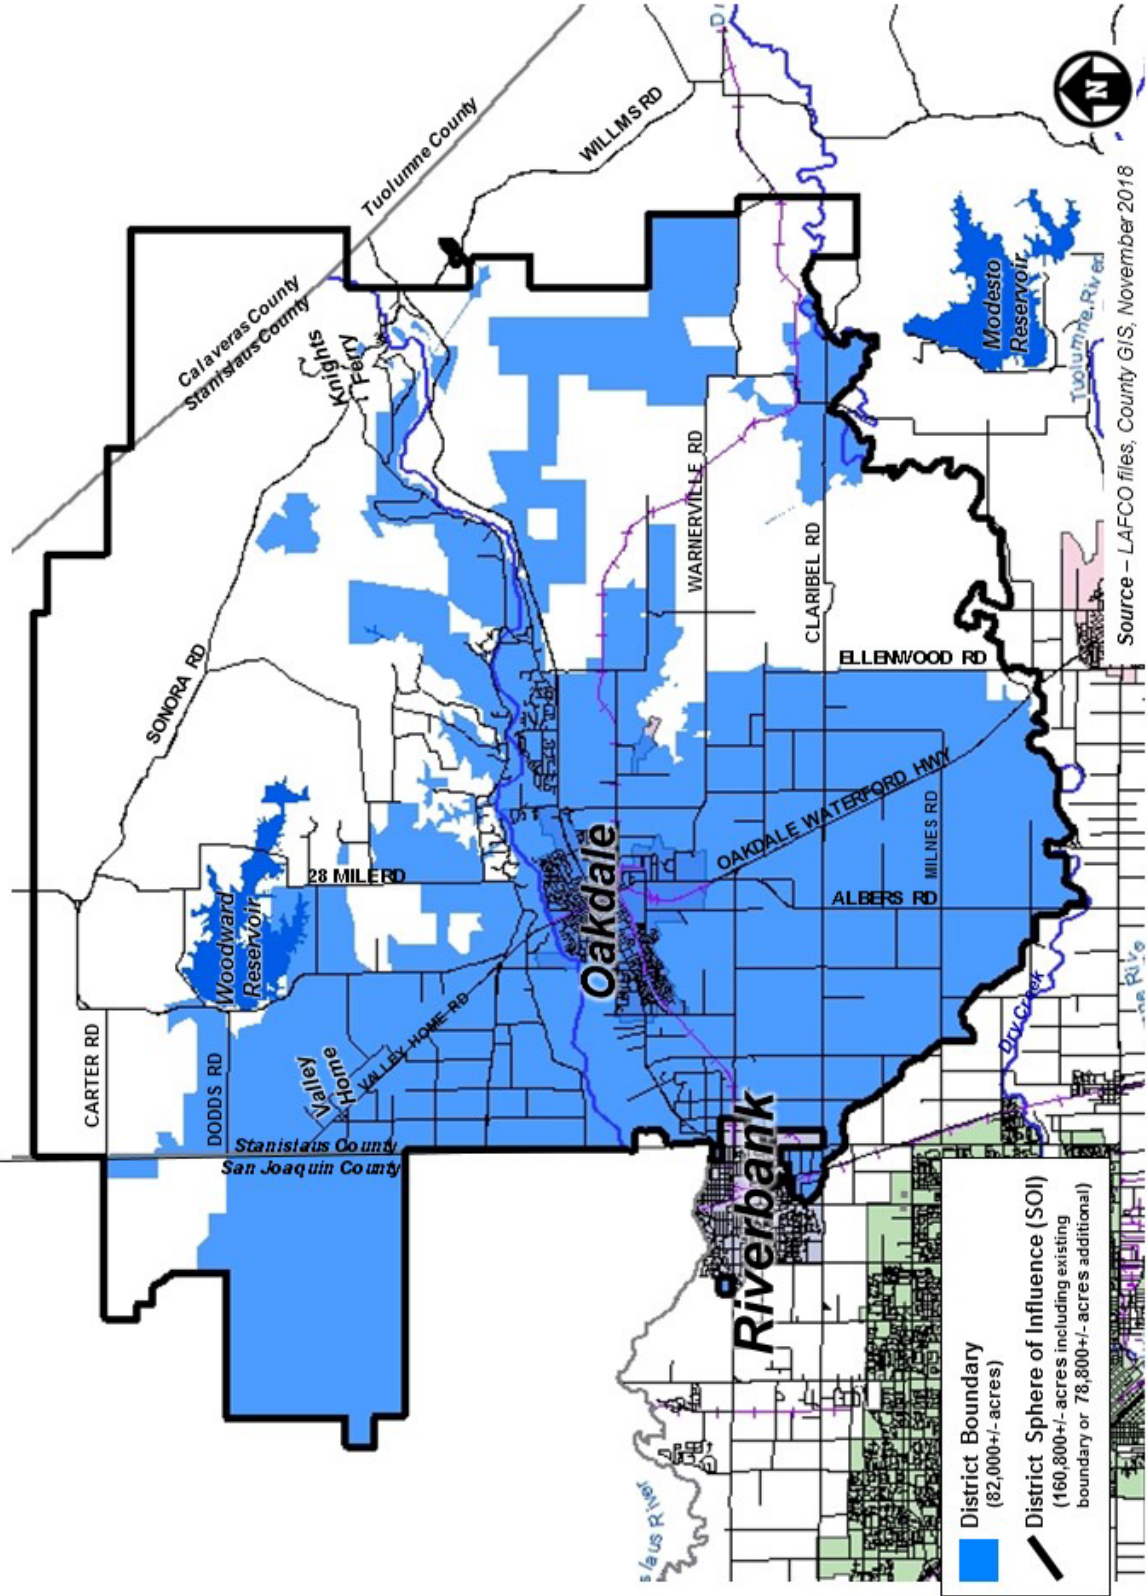 Calaveras County
Stanislaus County
Tuolumne County
WILLMS RD
Knights
Ferry
SONORA RD
Woodward
Reservoir
28 MILE RD
CARTER RD
DODDS RD
Valley
Home
VALLEY HOME RD
Stanislaus County
San Joaquin County
Oakdale
WARNERVILLE RD
CLARIBEL RD
ELLENWOOD RD
OAKDALE WATERFORD HWY
MILNES RD
ALBERS RD
Riverbank
Dry Creek
Modesto
Reservoir
Tuolumne River
slaus River
ne Rive
D
N
District Boundary
(82,000+/- acres)
District Sphere of Influence (SOI)
(160,800+/- acres including existing
boundary or 78,800+/- acres additional)
Source – LAFCO files, County GIS, November 2018